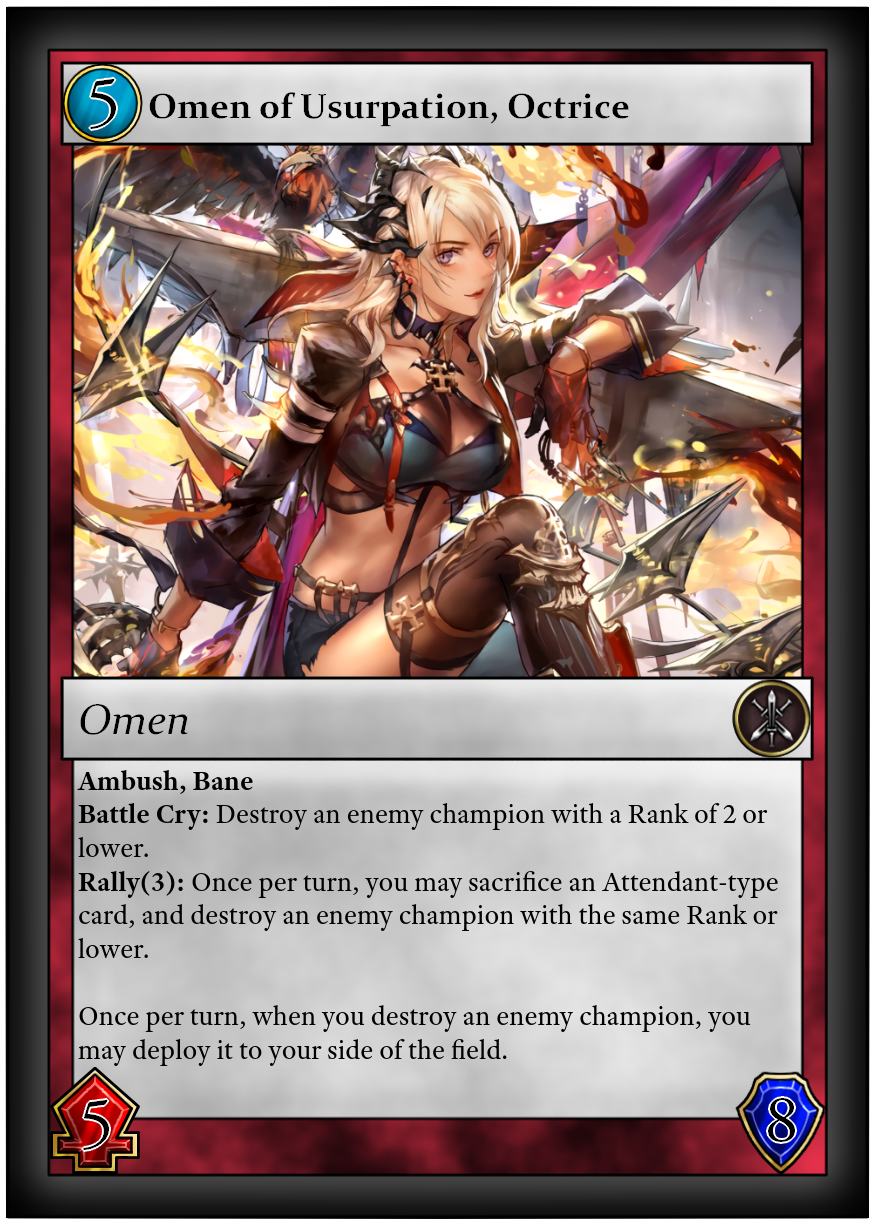 5
Omen of Usurpation, Octrice
Omen
Ambush, Bane
Battle Cry: Destroy an enemy champion with a Rank of 2 or
lower.
Rally(3): Once per turn, you may sacrifice an Attendant-type
card, and destroy an enemy champion with the same Rank or
lower.
Once per turn, when you destroy an enemy champion, you
may deploy it to your side of the field.
5
8